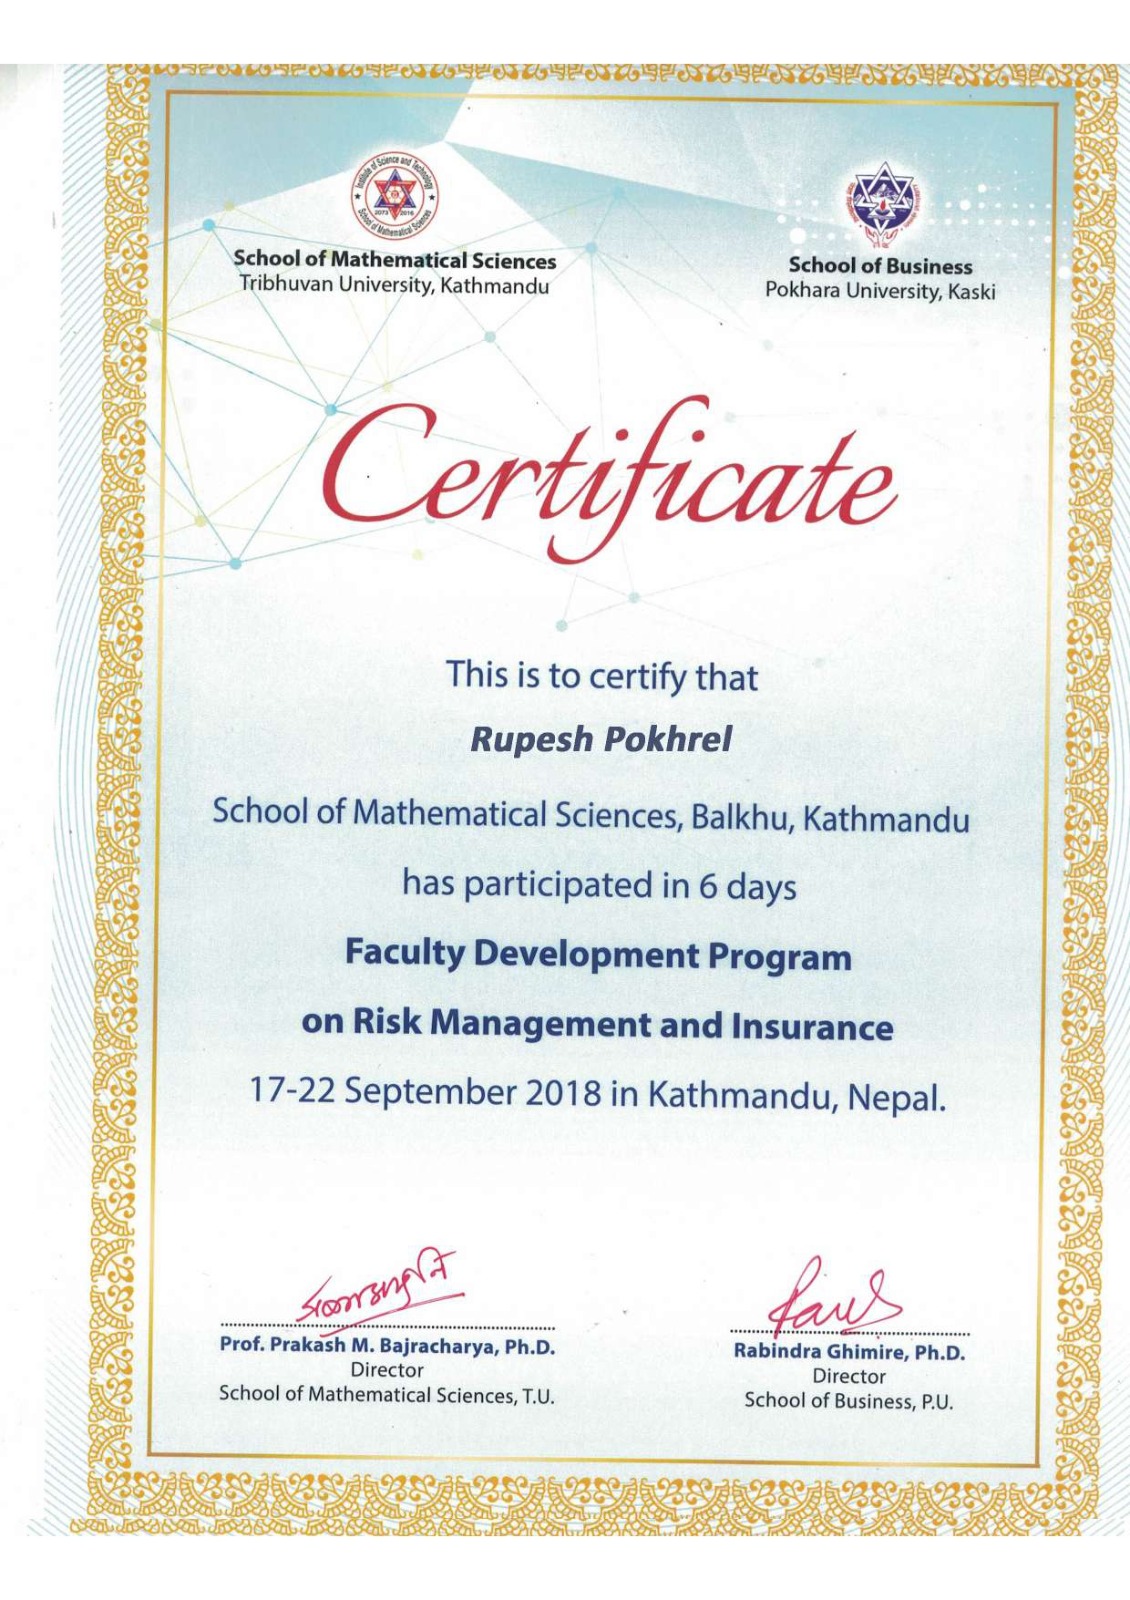 Institute of Science and Technology
2073 2016
School of Mathematical Sciences
School of Mathematical Sciences
Tribhuvan University, Kathmandu
School of Business
Pokhara University, Kaski
Certificate
This is to certify that
Rupesh Pokhrel
School of Mathematical Sciences, Balkhu, Kathmandu
has participated in 6 days
Faculty Development Program
on Risk Management and Insurance
17-22 September 2018 in Kathmandu, Nepal.
Prof. Prakash M. Bajracharya, Ph.D.
Director
School of Mathematical Sciences, T.U.
Rabindra Ghimire, Ph.D.
Director
School of Business, P.U.